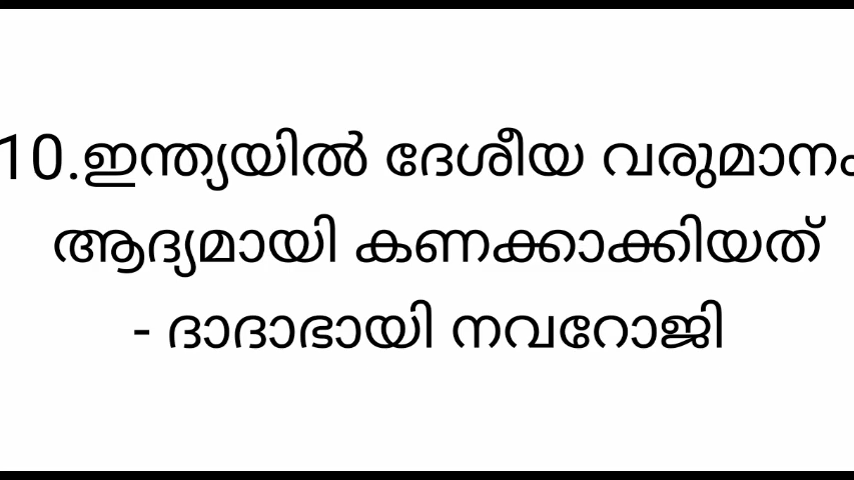 10.ഇന്ത്യയിൽ ദേശീയ വരുമാനം
ആദ്യമായി കണക്കാക്കിയത്
- ദാദാഭായി നവറോജി